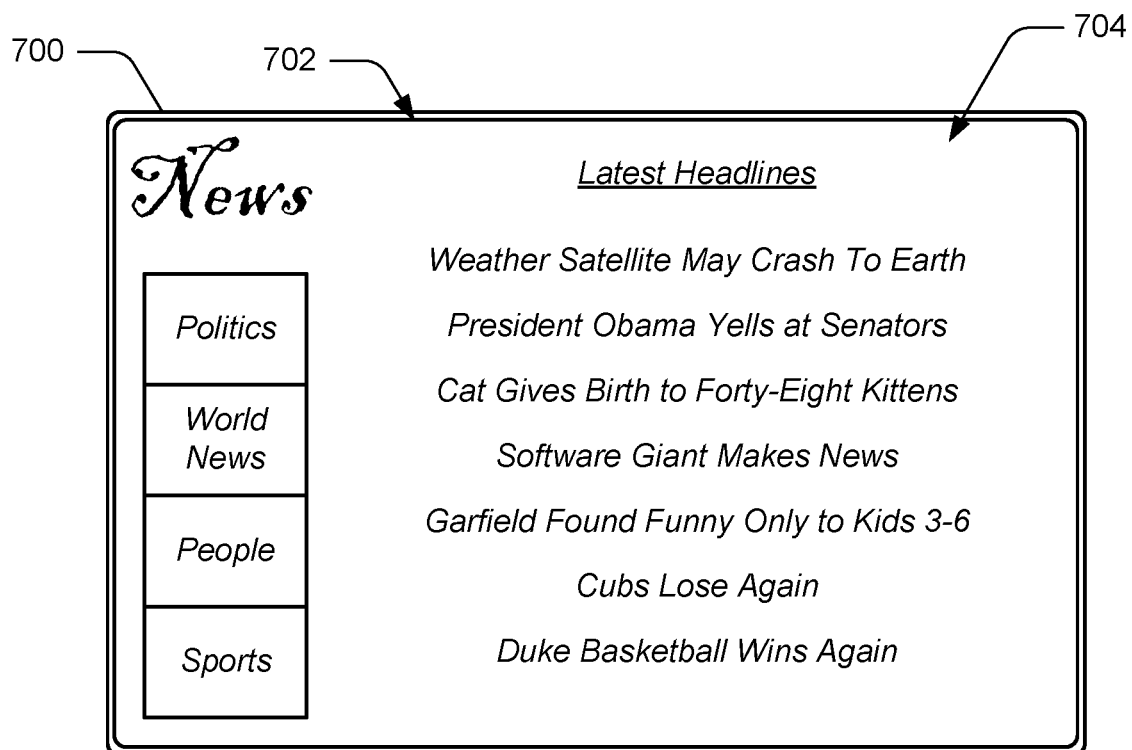 700
702
704
News
Latest Headlines
Weather Satellite May Crash To Earth
President Obama Yells at Senators
Cat Gives Birth to Forty-Eight Kittens
Software Giant Makes News
Garfield Found Funny Only to Kids 3-6
Cubs Lose Again
Duke Basketball Wins Again
Politics
World
News
People
Sports